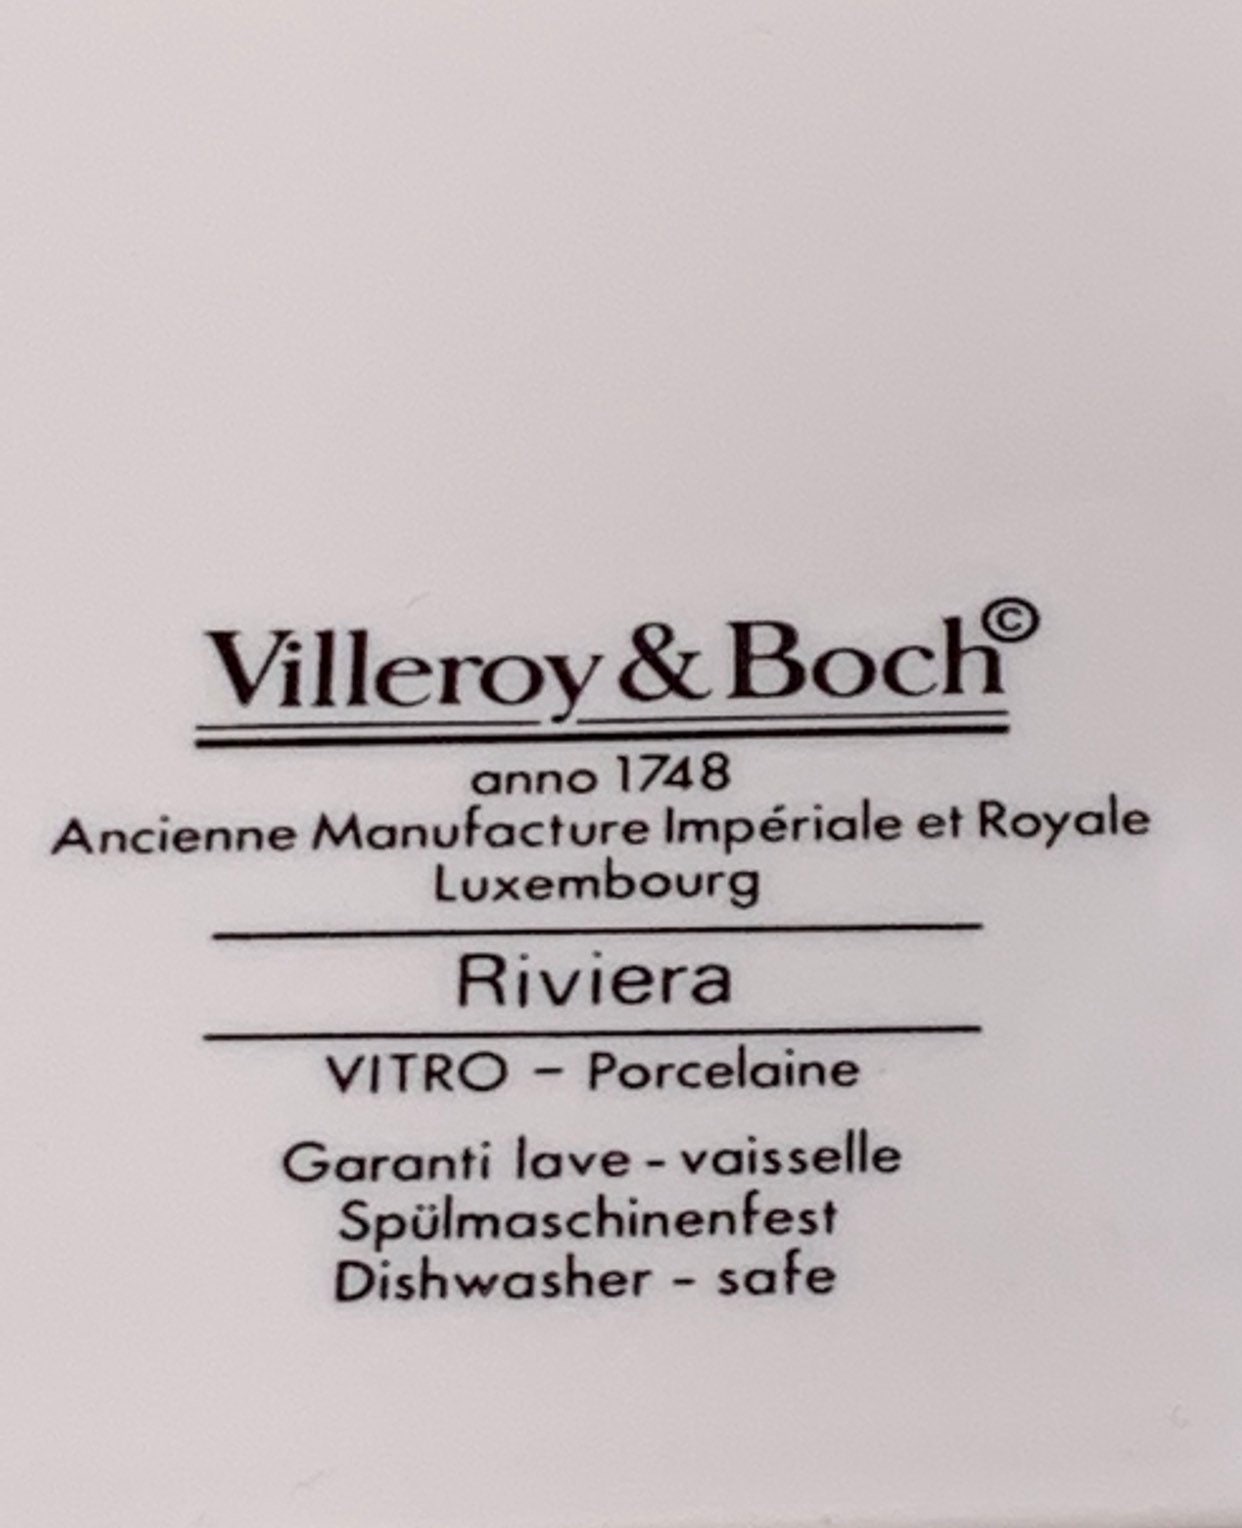 Villeroy & Boch©
anno 1748
Ancienne Manufacture Impériale et Royale
Luxembourg
Riviera
VITRO – Porcelaine
Garanti lave - vaisselle
Spülmaschinenfest
Dishwasher - safe